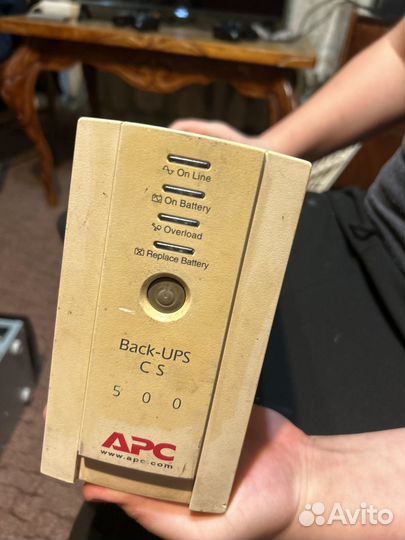 On Line
On Battery
Overload
Replace Battery
Back-UPS
CS
500
APC
www.apc.com
Avito